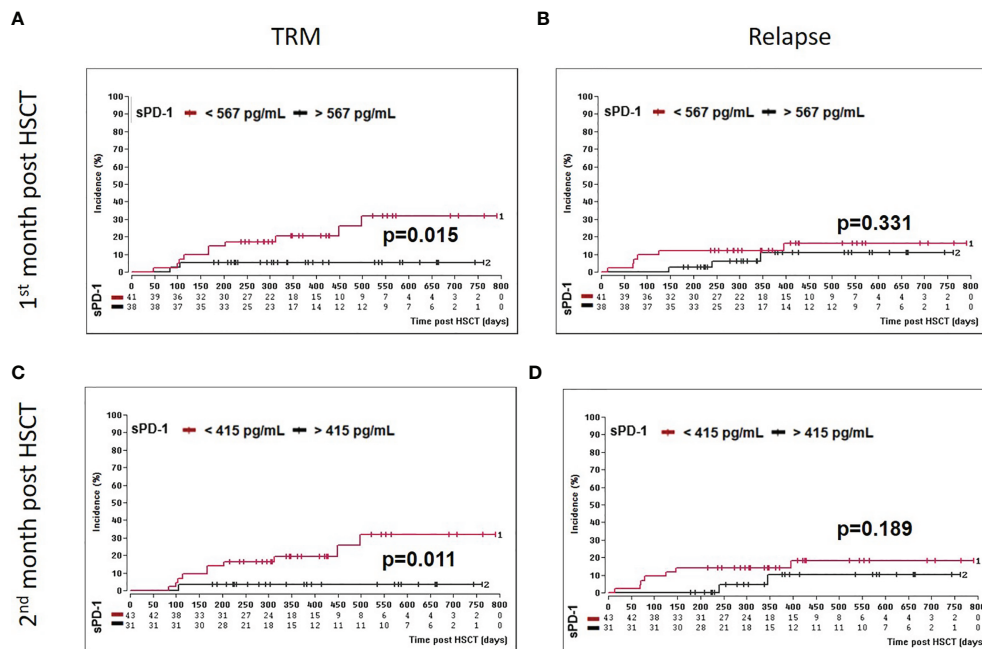 A
TRM
B
Relapse
1st month post HSCT
sPD-1 < 567 pg/mL > 567 pg/mL
Incidence (%)
100
90
80
70
60
50
40
30
20
10
0
p=0.015
1
2
0 50 100 150 200 250 300 350 400 450 500 550 600 650 700 750 800
sPD-1
41 39 36 32 30 27 22 18 15 10 9 7 4 4 3 2 0
38 38 37 35 33 25 23 17 14 12 12 9 7 6 2 1 0
Time post HSCT [days]
sPD-1 < 567 pg/mL > 567 pg/mL
Incidence (%)
100
90
80
70
60
50
40
30
20
10
0
p=0.331
1
2
0 50 100 150 200 250 300 350 400 450 500 550 600 650 700 750 800
sPD-1
41 39 36 32 30 27 22 18 15 10 9 7 4 4 3 2 0
38 38 37 35 33 25 23 17 14 12 12 9 7 6 2 1 0
Time post HSCT [days]
C
D
2nd month post HSCT
sPD-1 < 415 pg/mL > 415 pg/mL
Incidence (%)
100
90
80
70
60
50
40
30
20
10
0
p=0.011
1
2
0 50 100 150 200 250 300 350 400 450 500 550 600 650 700 750 800
sPD-1
43 42 38 33 31 27 24 18 15 9 8 6 4 4 3 2 0
31 31 31 30 28 21 18 15 12 11 11 10 7 6 2 1 0
Time post HSCT [days]
sPD-1 < 415 pg/mL > 415 pg/mL
Incidence (%)
100
90
80
70
60
50
40
30
20
10
0
p=0.189
1
2
0 50 100 150 200 250 300 350 400 450 500 550 600 650 700 750 800
sPD-1
43 42 38 33 31 27 24 18 15 9 8 6 4 4 3 2 0
31 31 31 30 28 21 18 15 12 11 11 10 7 6 2 1 0
Time post HSCT [days]